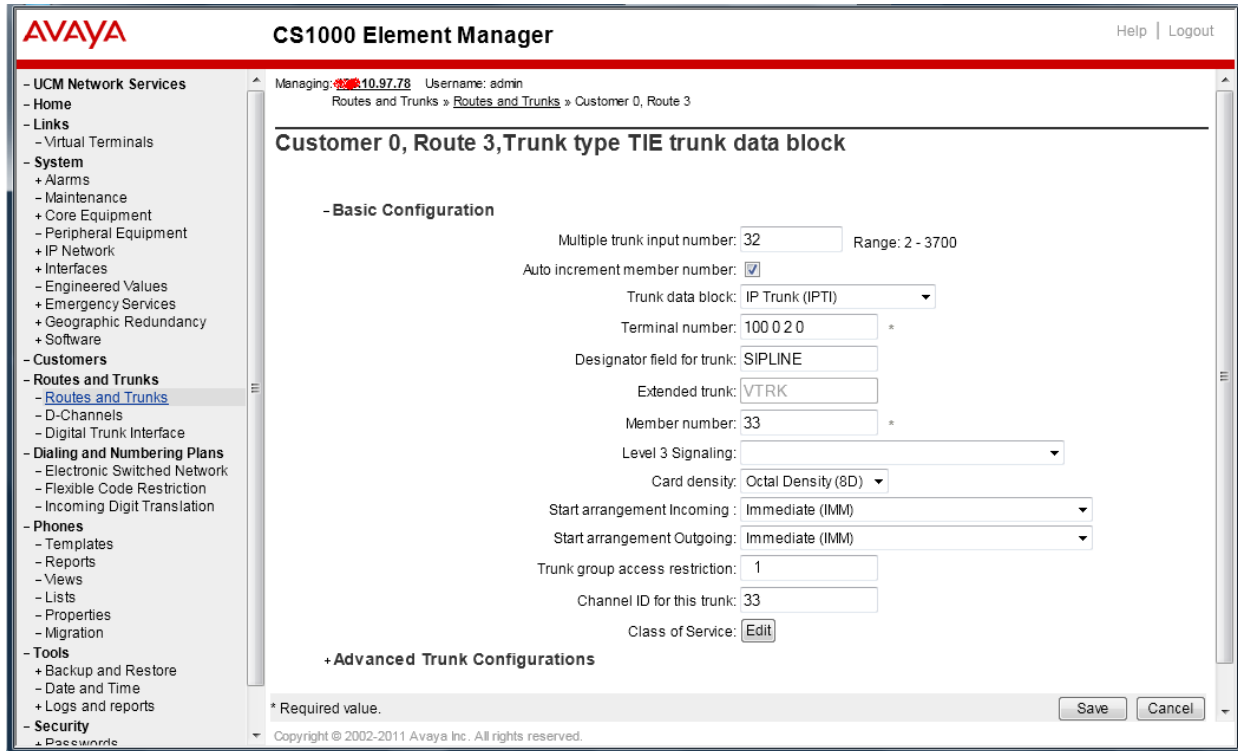 AVAYA
CS1000 Element Manager
Help | Logout
– UCM Network Services
– Home
– Links
– Virtual Terminals
– System
+ Alarms
– Maintenance
+ Core Equipment
– Peripheral Equipment
+ IP Network
+ Interfaces
– Engineered Values
+ Emergency Services
+ Geographic Redundancy
+ Software
– Customers
– Routes and Trunks
– Routes and Trunks
– D-Channels
– Digital Trunk Interface
– Dialing and Numbering Plans
– Electronic Switched Network
– Flexible Code Restriction
– Incoming Digit Translation
– Phones
– Templates
– Reports
– Views
– Lists
– Properties
– Migration
– Tools
+ Backup and Restore
– Date and Time
+ Logs and reports
– Security
+ Passwords
Managing: .10.97.78 Username: admin
Routes and Trunks » Routes and Trunks » Customer 0, Route 3
Customer 0, Route 3,Trunk type TIE trunk data block
–Basic Configuration
Multiple trunk input number: 32 Range: 2 - 3700
Auto increment member number:
Trunk data block: IP Trunk (IPTI)
Terminal number: 100 0 2 0 *
Designator field for trunk: SIPLINE
Extended trunk: VTRK
Member number: 33 *
Level 3 Signaling:
Card density: Octal Density (8D)
Start arrangement Incoming : Immediate (IMM)
Start arrangement Outgoing: Immediate (IMM)
Trunk group access restriction: 1
Channel ID for this trunk: 33
Class of Service: Edit
+Advanced Trunk Configurations
* Required value.
Save
Cancel
Copyright © 2002-2011 Avaya Inc. All rights reserved.